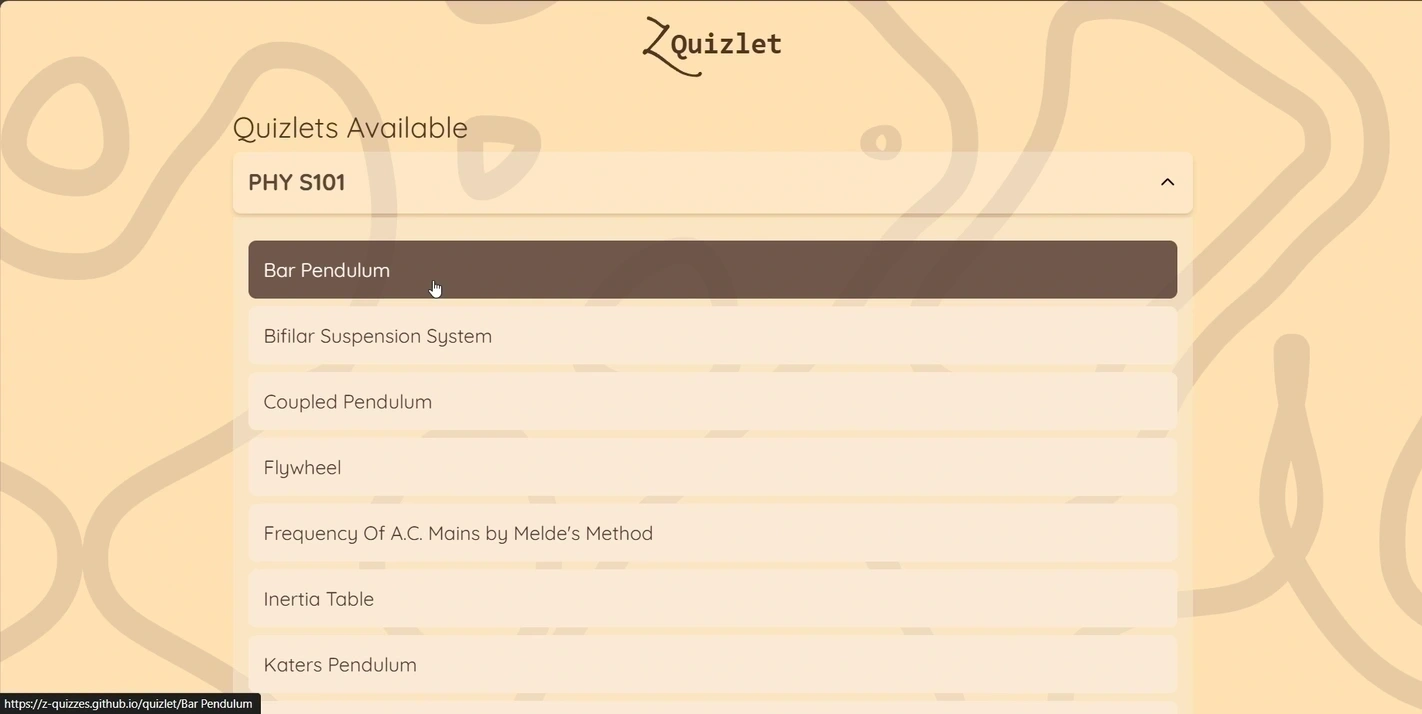 Z Quizlet
Quizlets Available
PHY S101
Bar Pendulum
Bifilar Suspension System
Coupled Pendulum
Flywheel
Frequency Of A.C. Mains by Melde's Method
Inertia Table
Katers Pendulum
https://z-quizzes.github.io/quizlet/Bar Pendulum